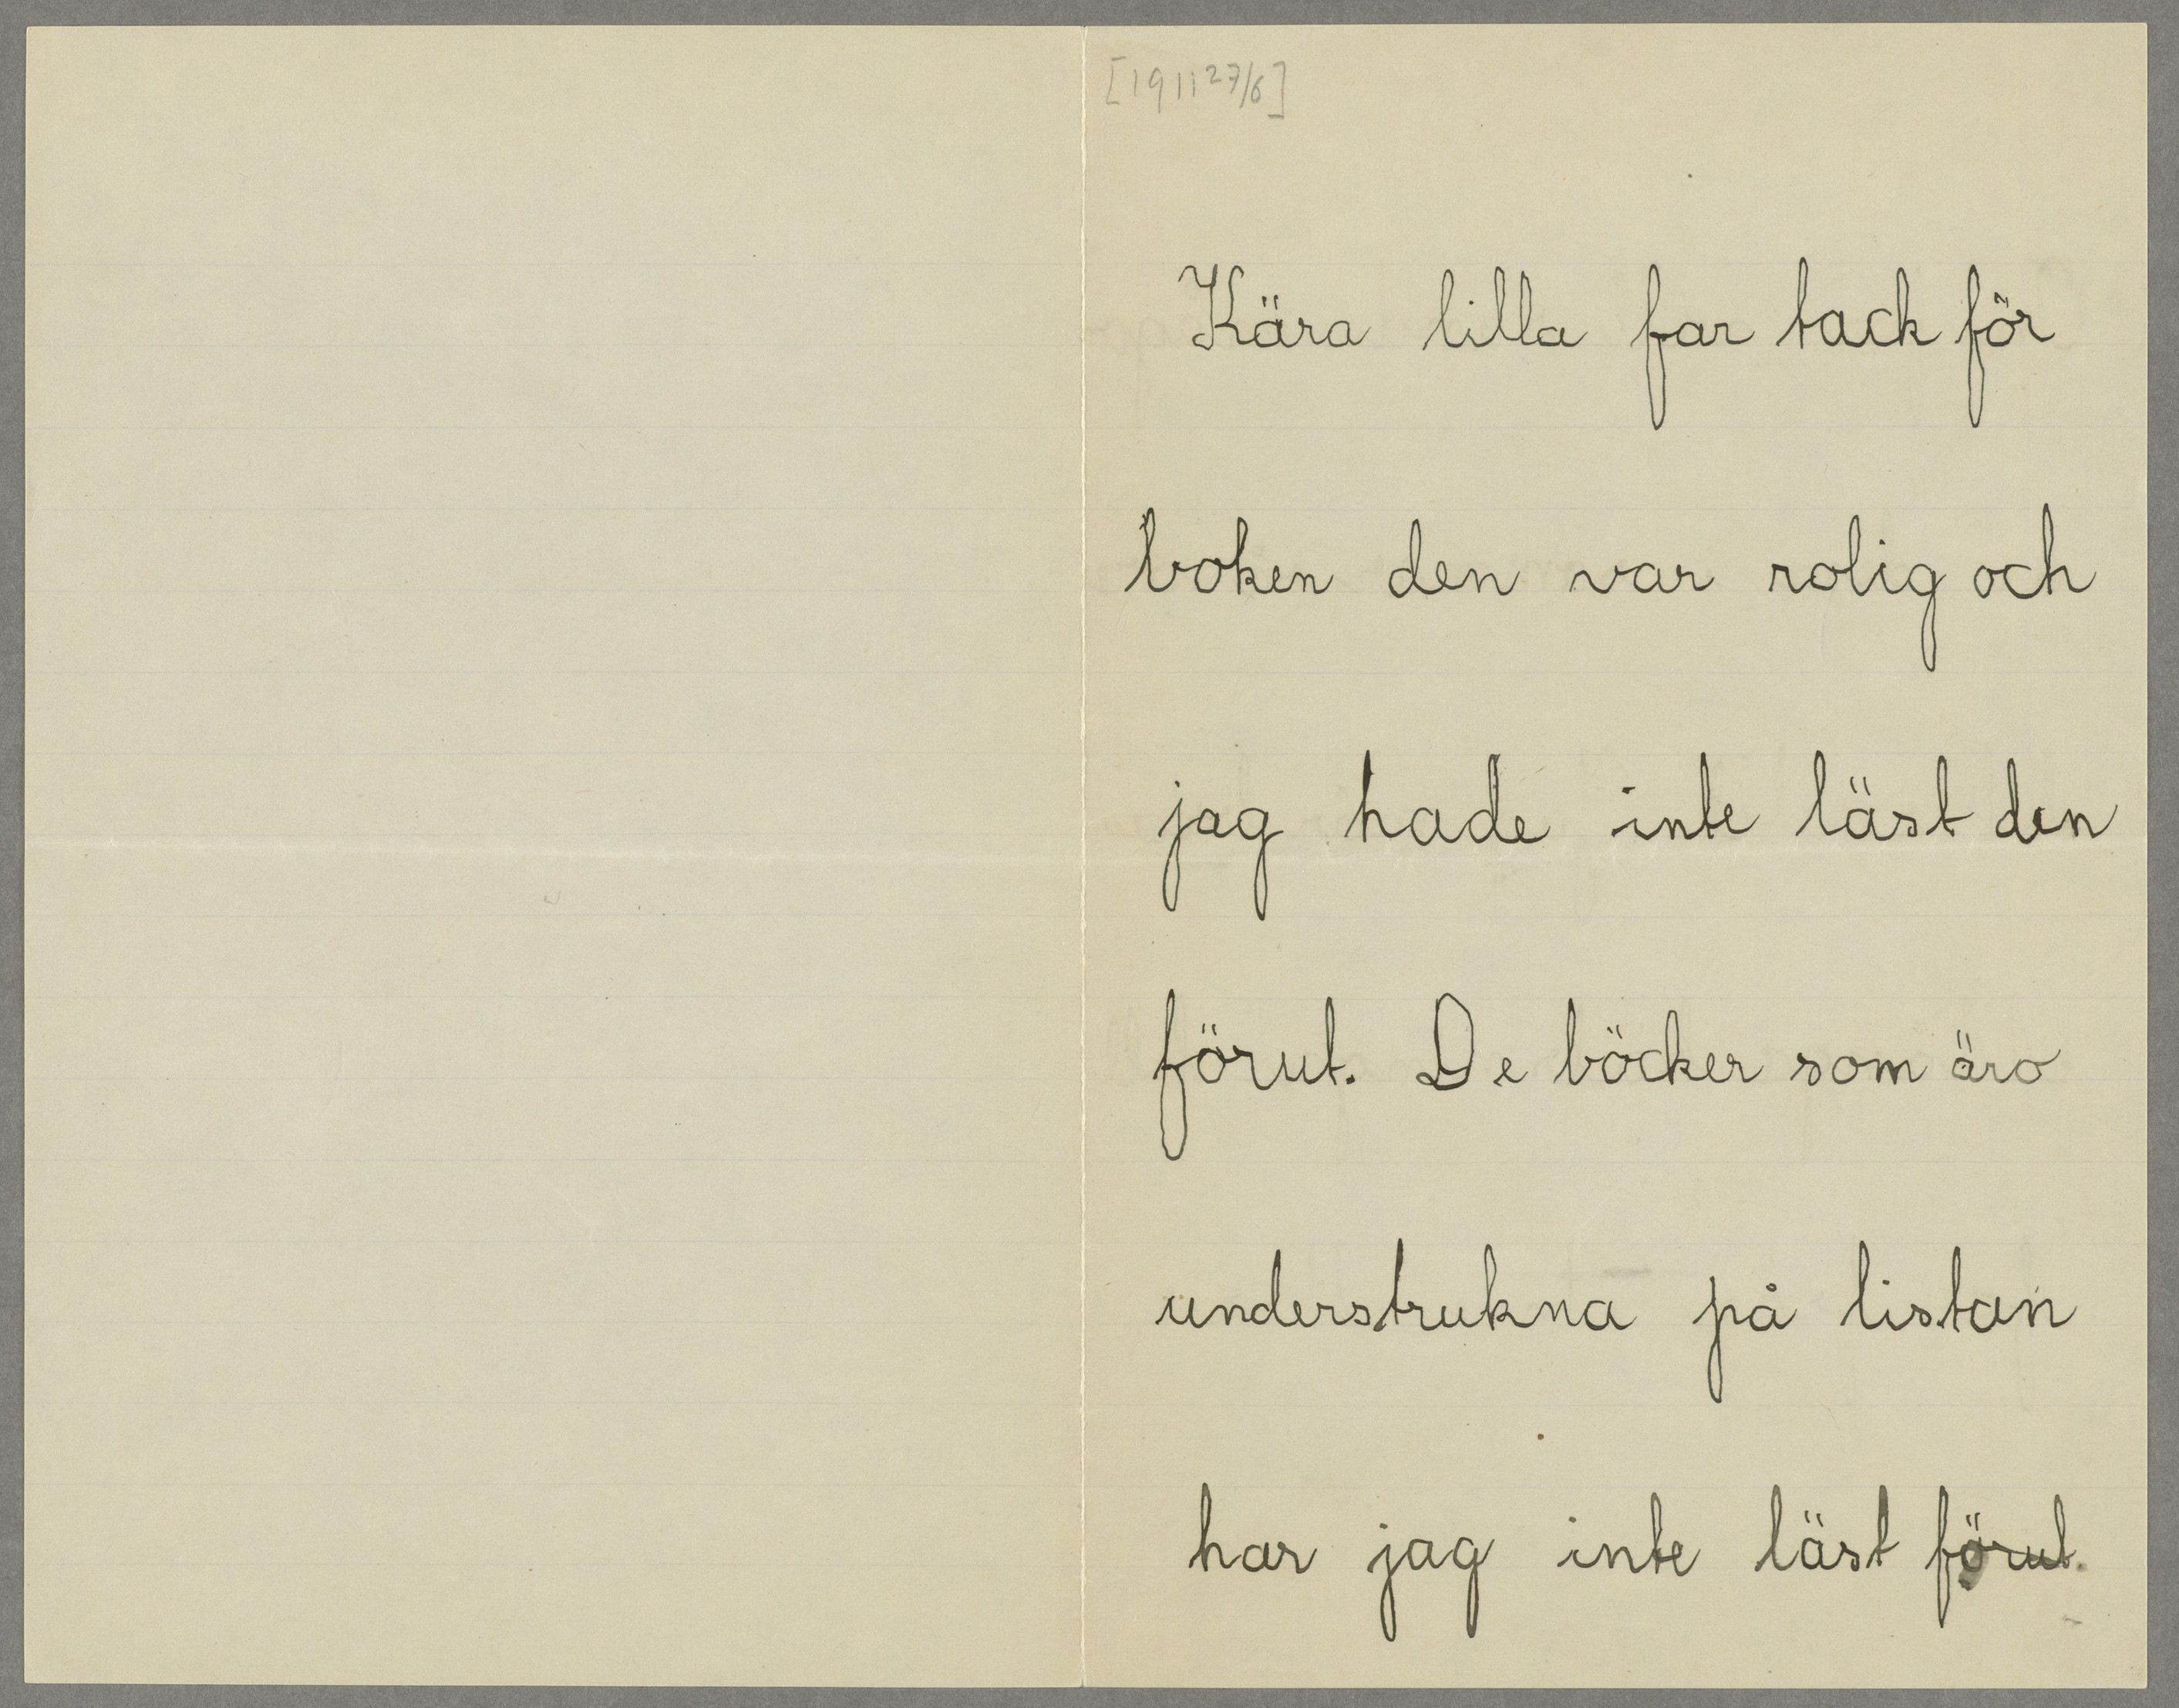 [1911 27/6]
Kära lilla far tack för
boken den var rolig och
jag hade inte läst den
förut. De böcker som äro
understrukna på listan
har jag inte läst förut.